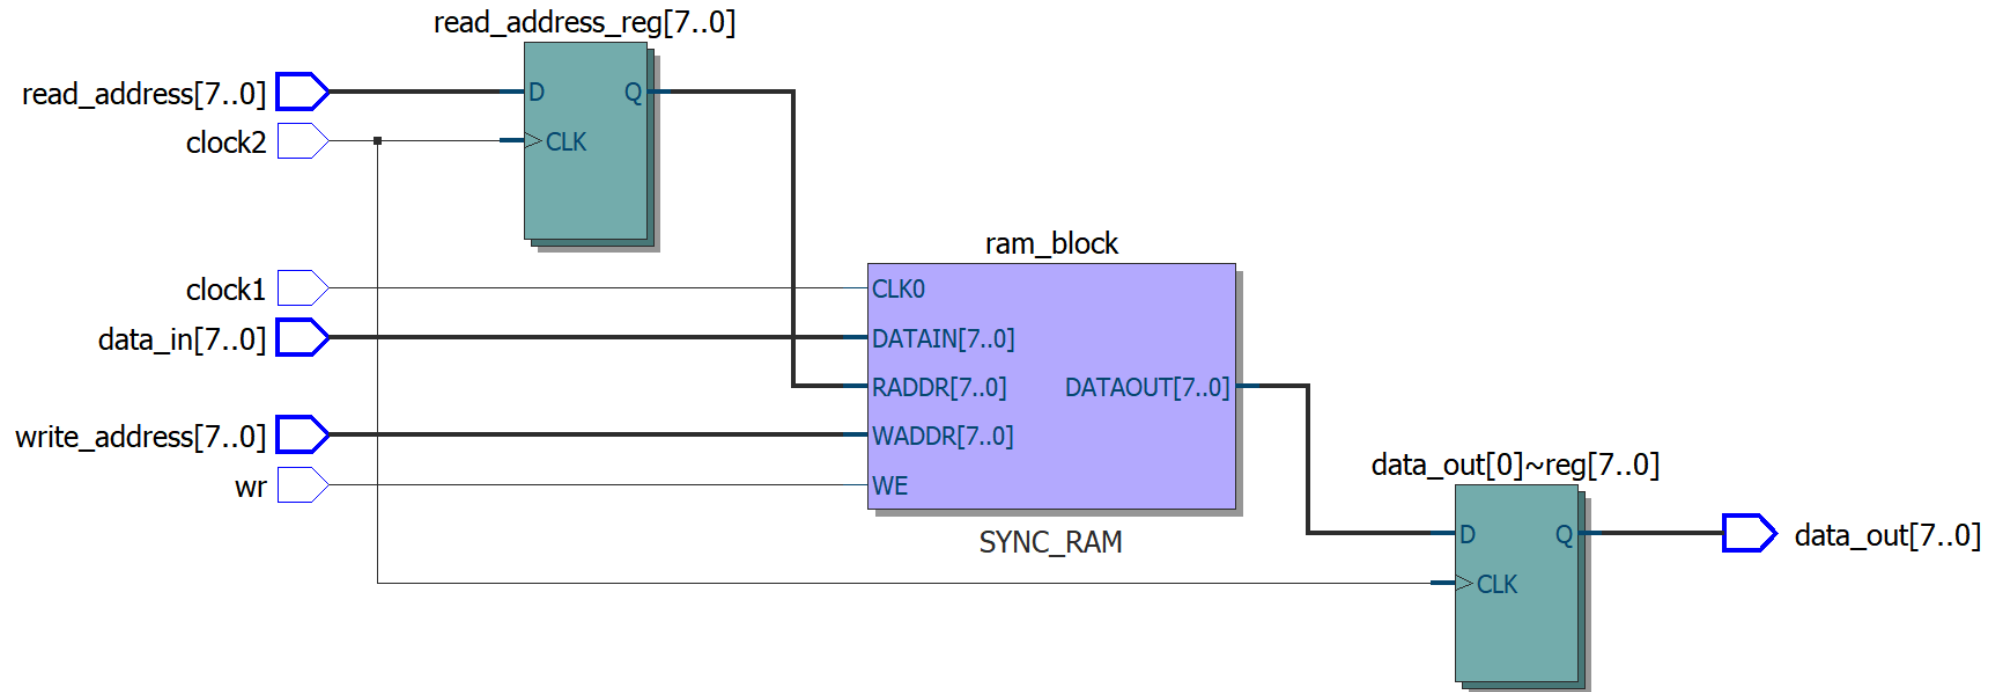 read_address_reg[7..0]
read_address[7..0]
D
Q
clock2
CLK
ram_block
clock1
CLK0
data_in[7..0]
DATAIN[7..0]
RADDR[7..0]
DATAOUT[7..0]
write_address[7..0]
WADDR[7..0]
wr
WE
SYNC_RAM
data_out[0]~reg[7..0]
D
Q
data_out[7..0]
CLK